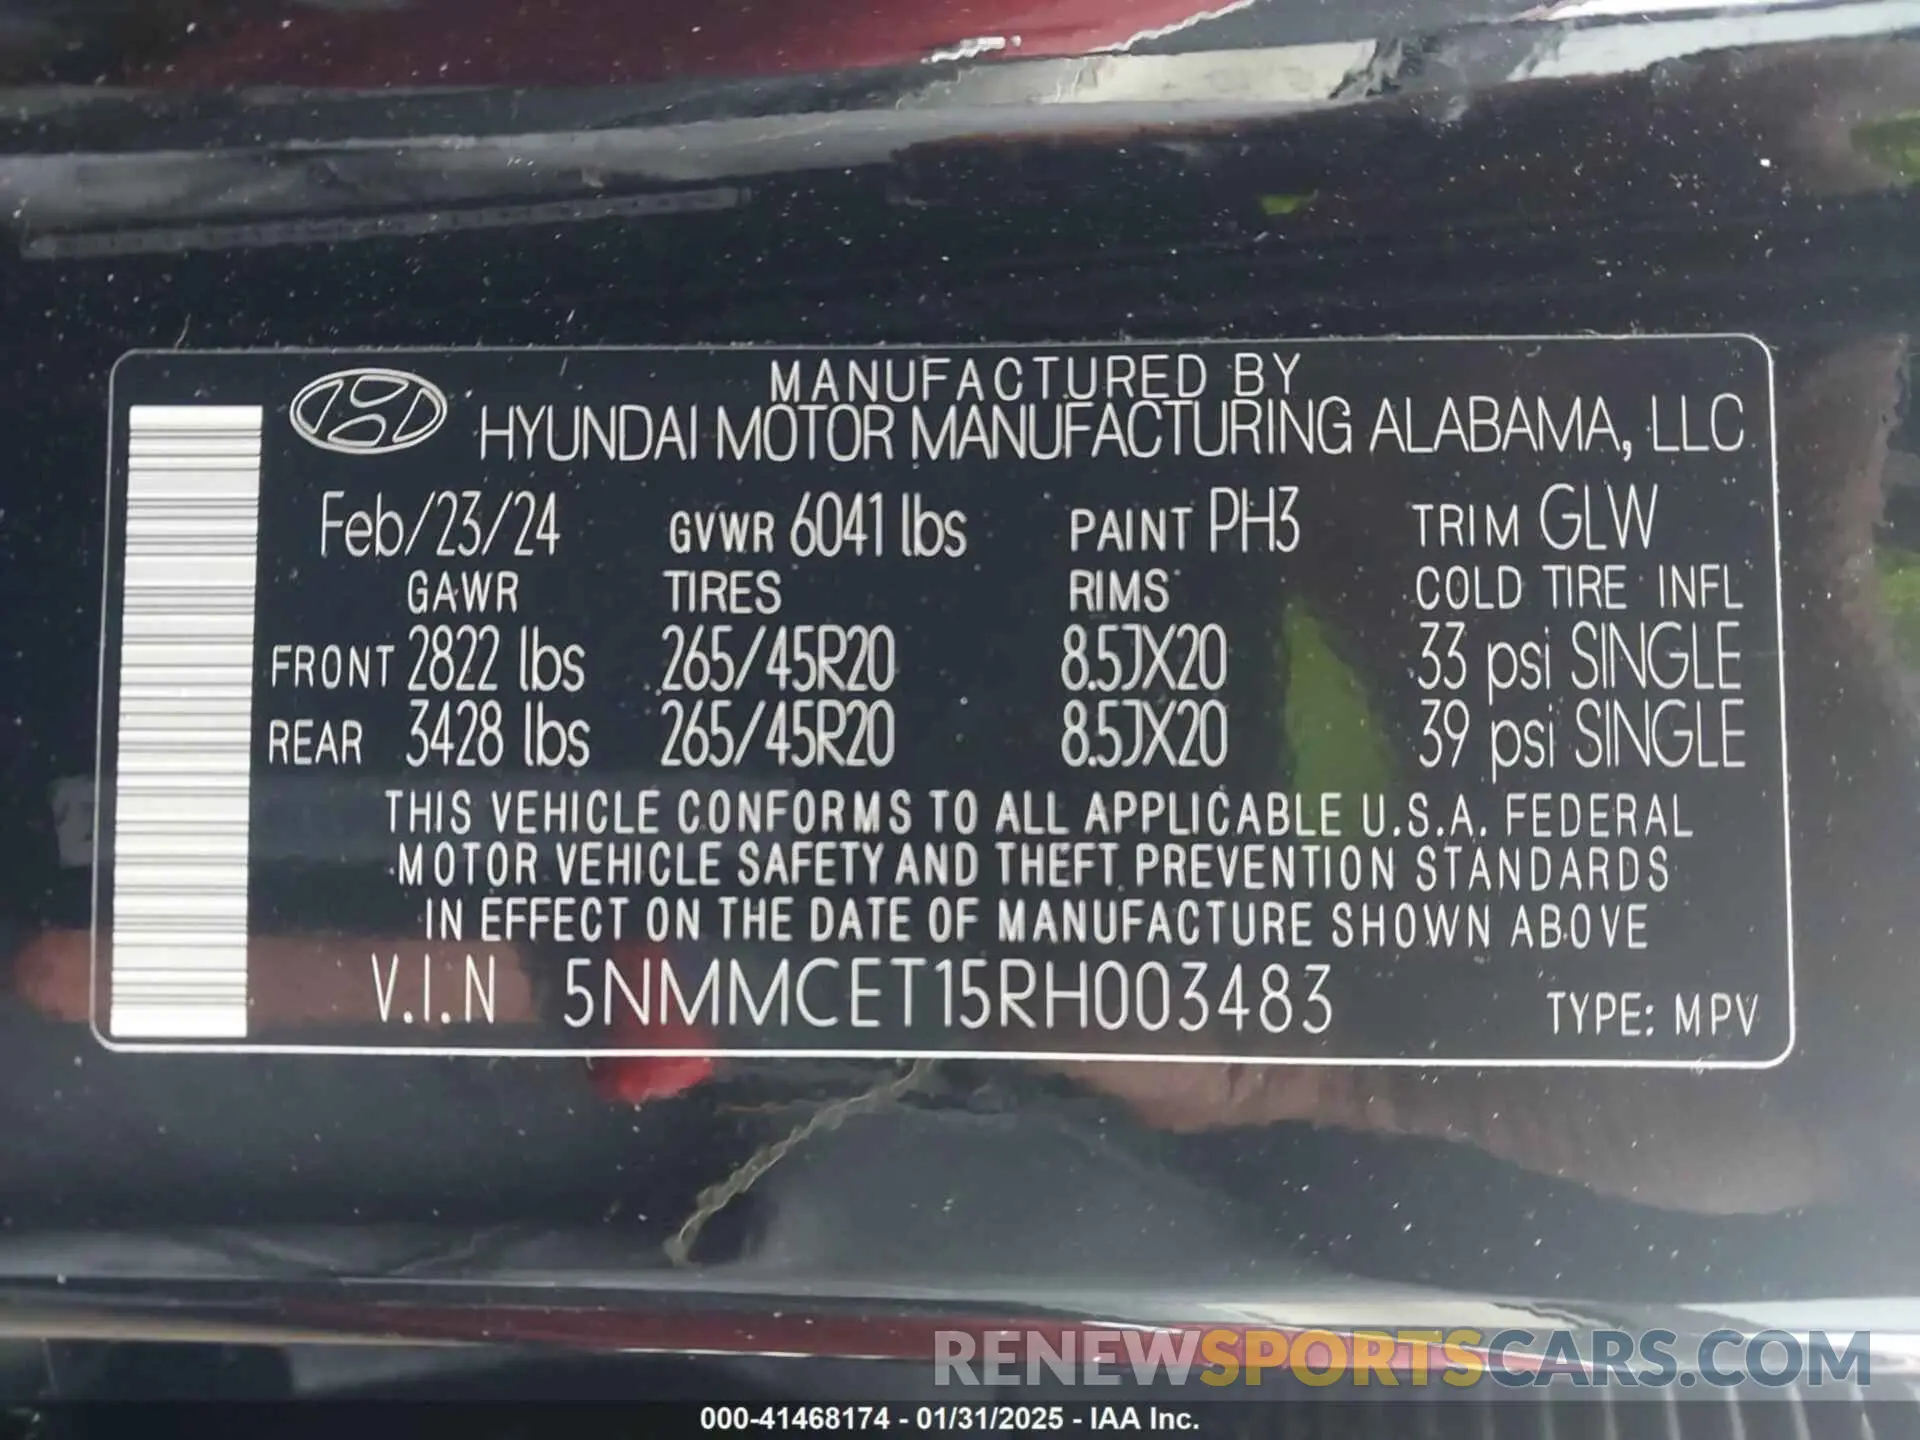 MANUFACTURED BY
HYUNDAI MOTOR MANUFACTURING ALABAMA, LLC
Feb/23/24 GVWR 6041 lbs PAINT PH3 TRIM GLW
GAWR TIRES RIMS COLD TIRE INFL
FRONT 2822 lbs 265/45R20 8.5JX20 33 psi SINGLE
REAR 3428 lbs 265/45R20 8.5JX20 39 psi SINGLE
THIS VEHICLE CONFORMS TO ALL APPLICABLE U.S.A. FEDERAL
MOTOR VEHICLE SAFETY AND THEFT PREVENTION STANDARDS
IN EFFECT ON THE DATE OF MANUFACTURE SHOWN ABOVE
V.I.N 5NMMCET15RH003483 TYPE: MPV
RENEWSPORTSCARS.COM
000-41468174 - 01/31/2025 - IAA Inc.